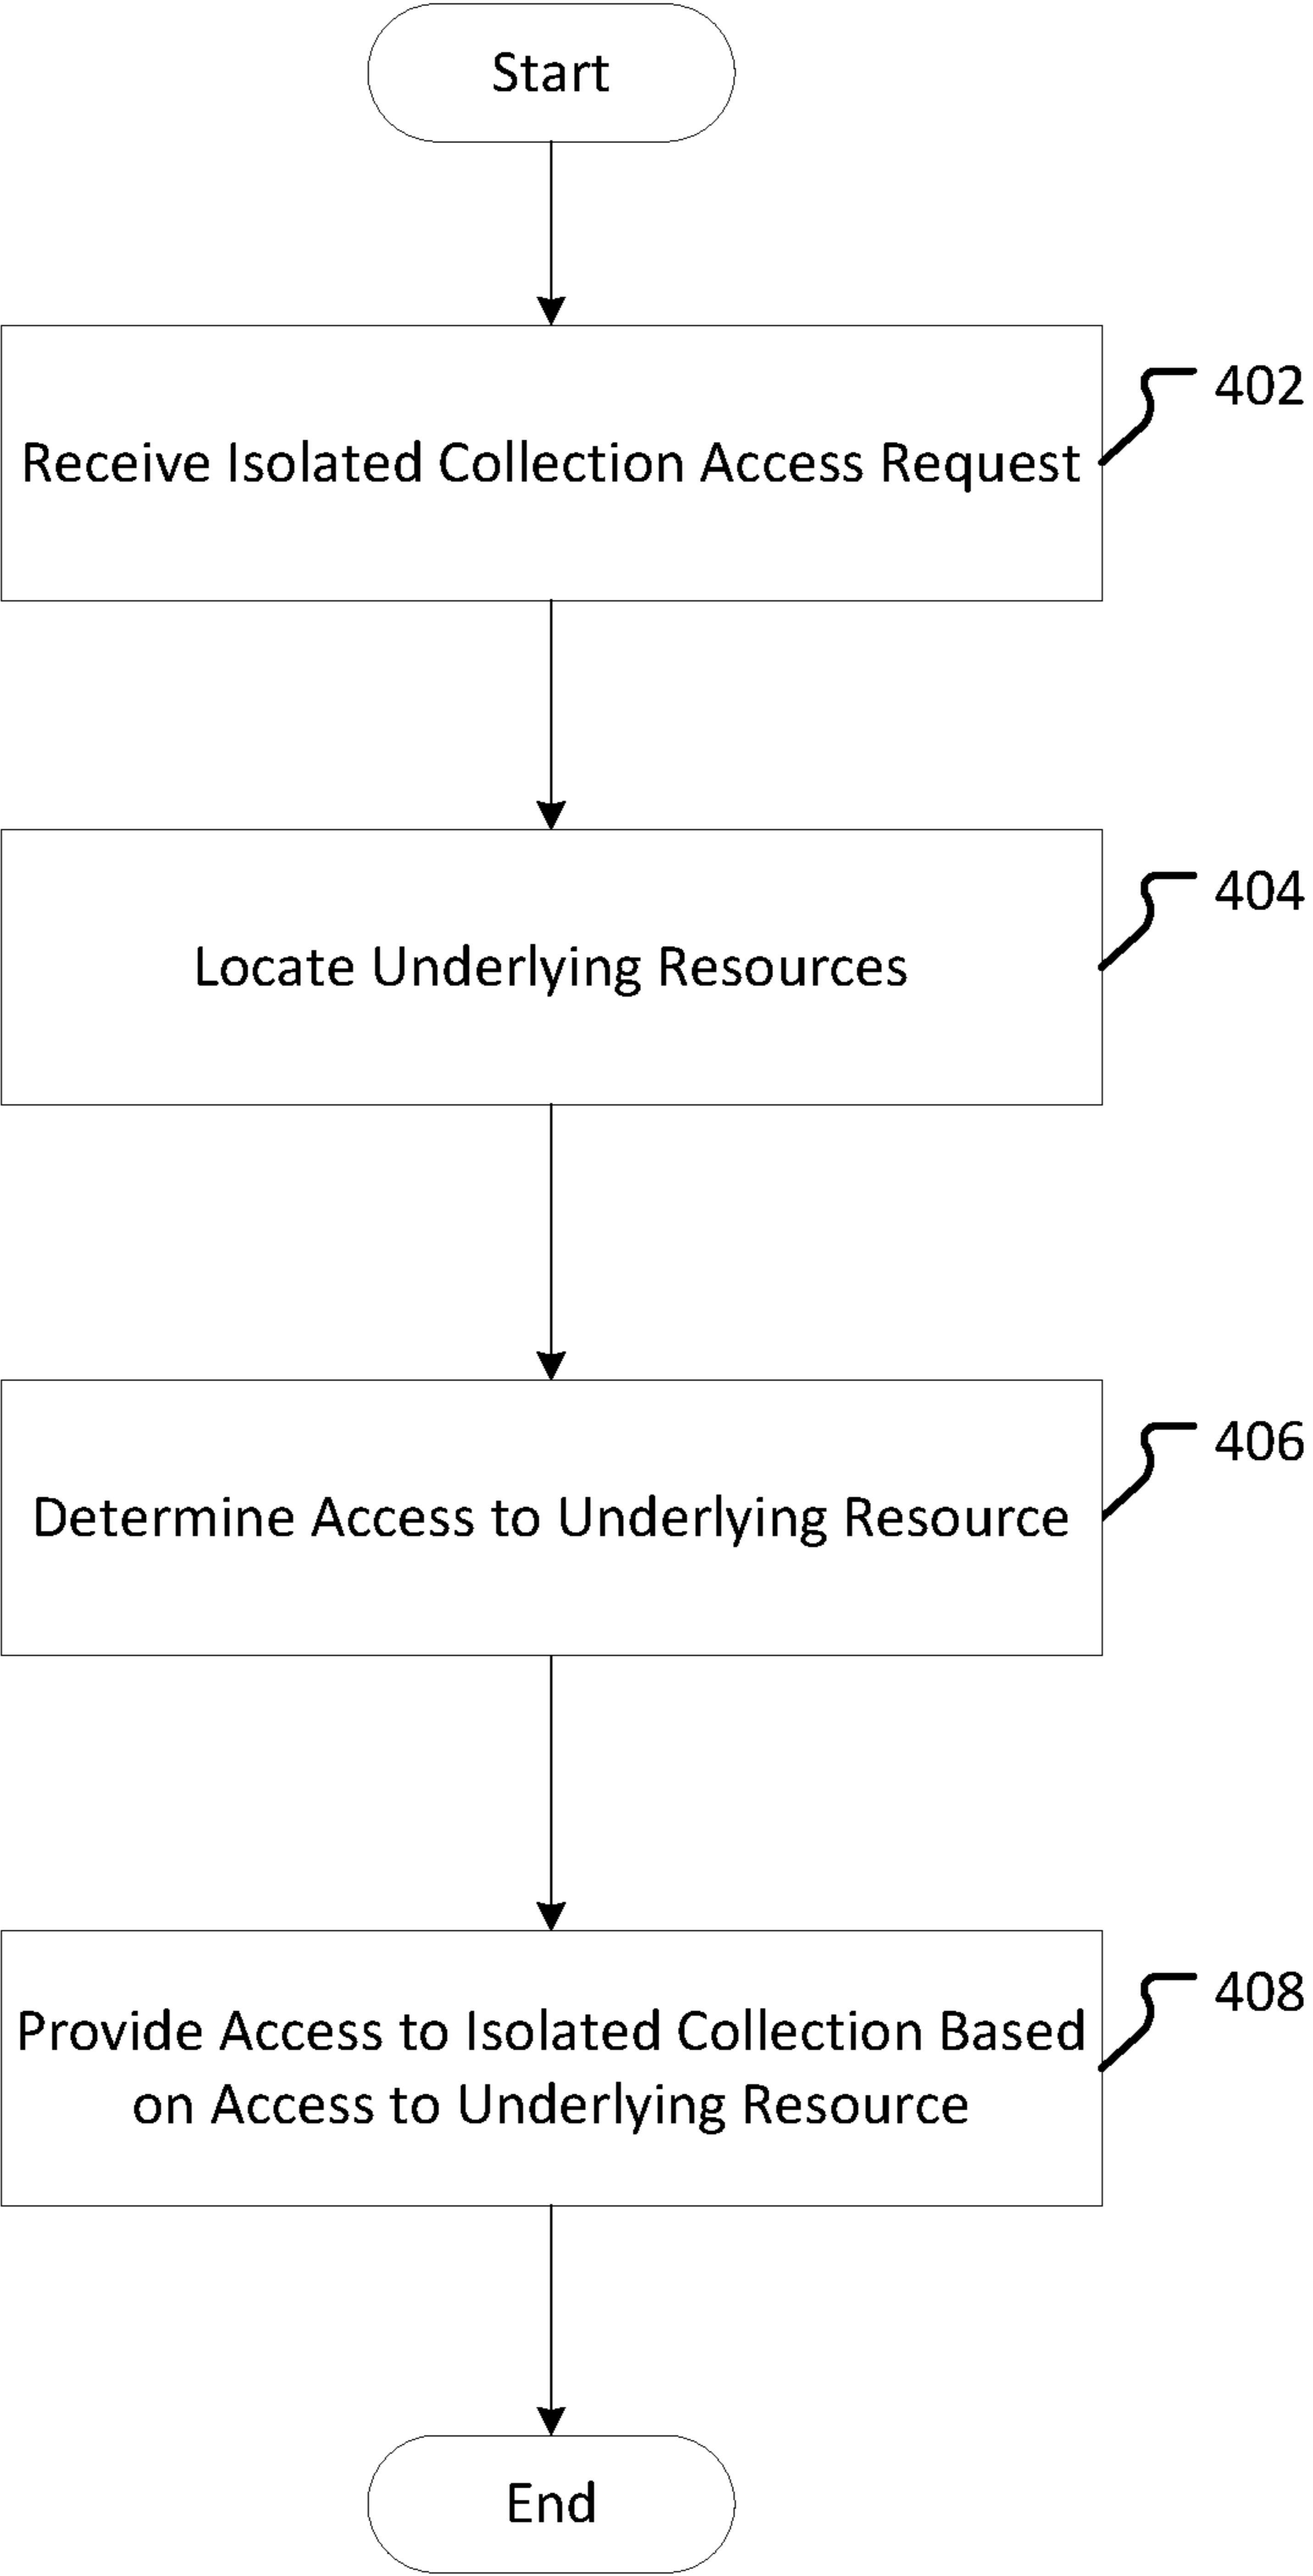 Start
Receive Isolated Collection Access Request
402
Locate Underlying Resources
404
Determine Access to Underlying Resource
406
Provide Access to Isolated Collection Based
on Access to Underlying Resource
408
End